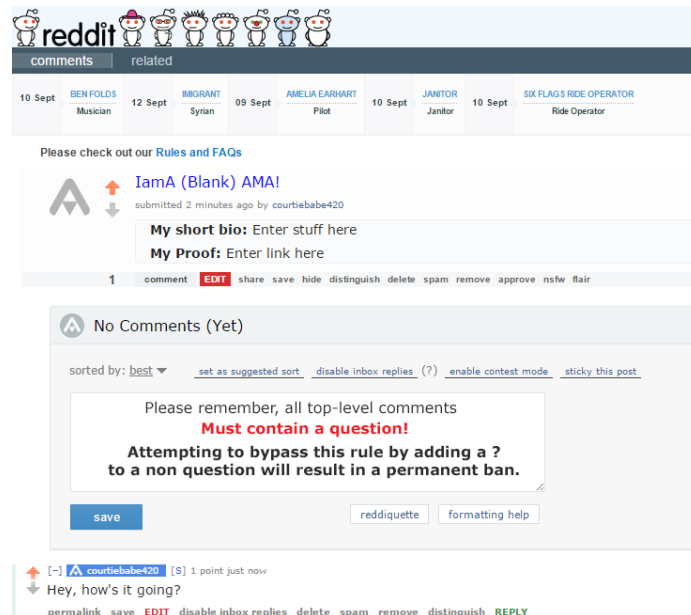 reddit
comments related
10 Sept BEN FOLDS Musician 12 Sept IMIGRANT Syrian 09 Sept AMELIA EARHART Pilot 10 Sept JANITOR Janitor 10 Sept SIX FLAGS RIDE OPERATOR Ride Operator
Please check out our Rules and FAQs
IamA (Blank) AMA!
submitted 2 minutes ago by courtiebabe420
My short bio: Enter stuff here
My Proof: Enter link here
1 comment EDIT share save hide distinguish delete spam remove approve nsfw flair
No Comments (Yet)
sorted by: best set as suggested sort disable inbox replies (?) enable contest mode sticky this post
Please remember, all top-level comments
Must contain a question!
Attempting to bypass this rule by adding a ?
to a non question will result in a permanent ban.
save reddiquette formatting help
[–] courtiebabe420 [S] 1 point just now
Hey, how's it going?
permalink save EDIT disable inbox replies delete spam remove distinguish REPLY